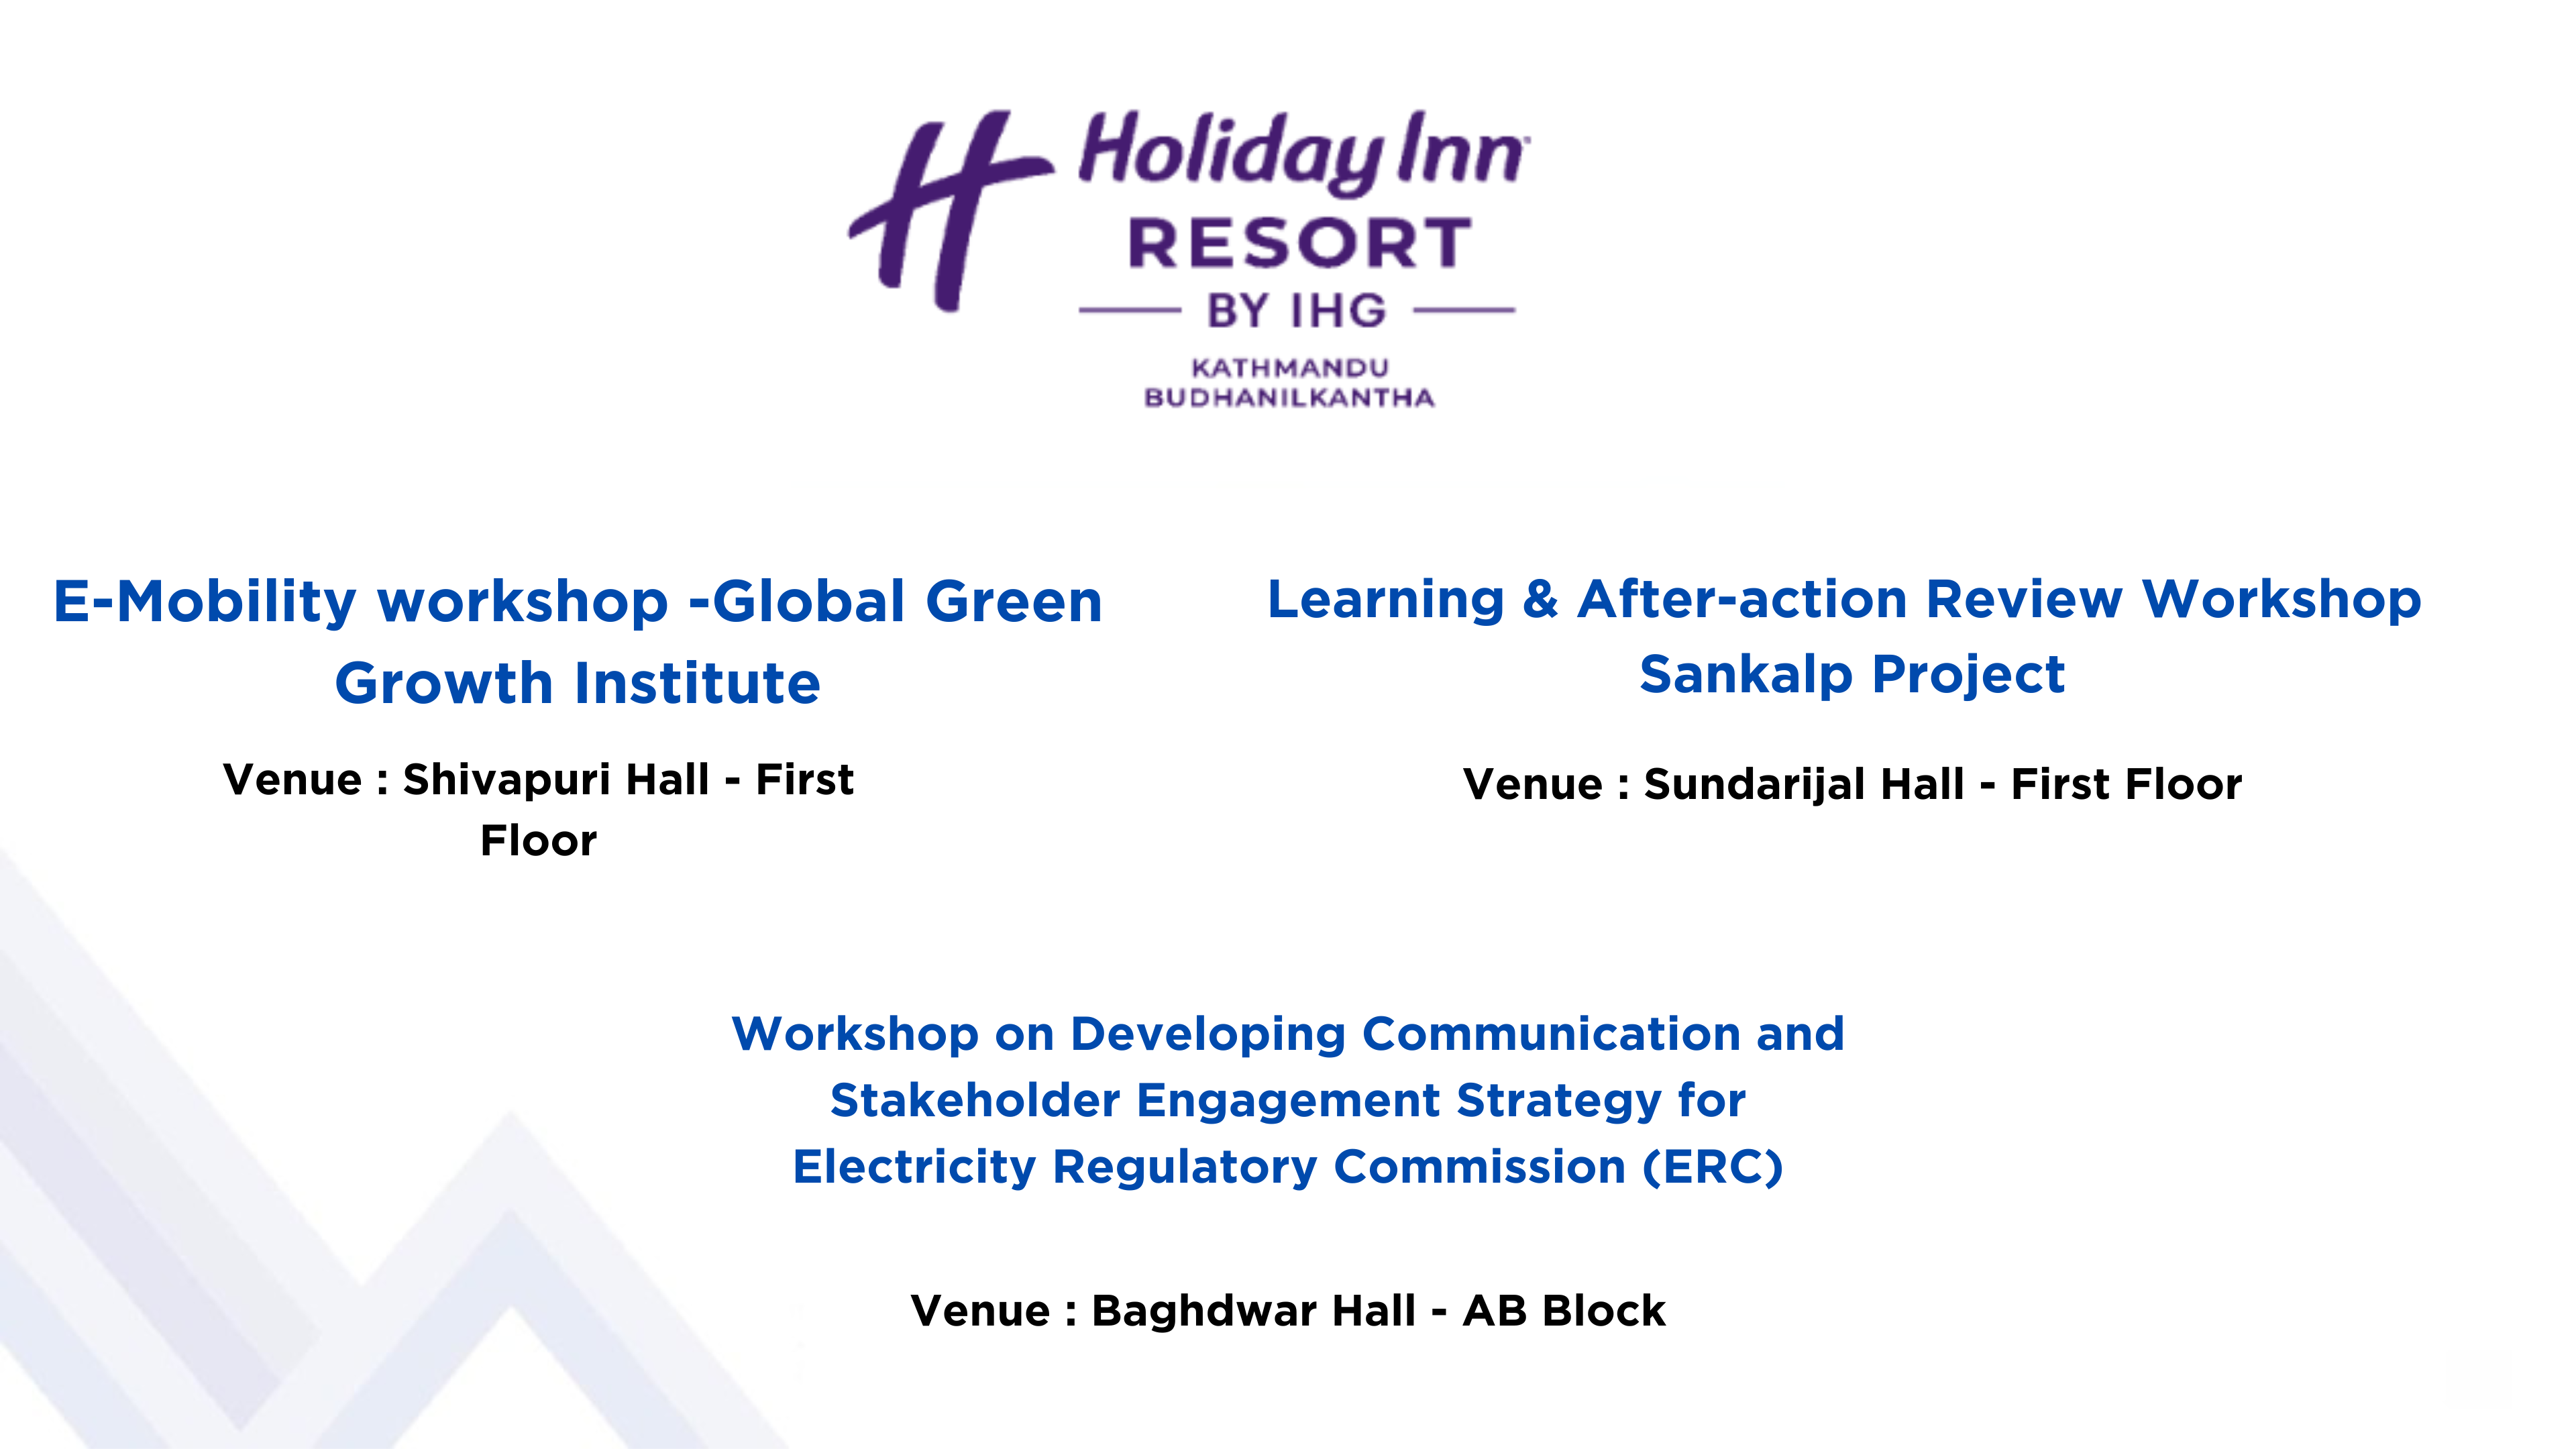 Holiday Inn
RESORT
BY IHG
KATHMANDU
BUDHANILKANTHA
E-Mobility workshop -Global Green
Growth Institute
Venue : Shivapuri Hall - First
Floor
Learning & After-action Review Workshop
Sankalp Project
Venue : Sundarijal Hall - First Floor
Workshop on Developing Communication and
Stakeholder Engagement Strategy for
Electricity Regulatory Commission (ERC)
Venue : Baghdwar Hall - AB Block